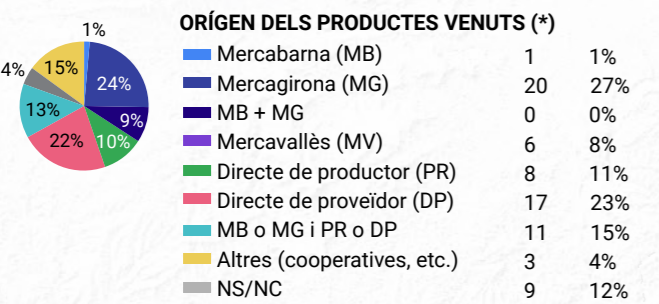 ORÍGEN DELS PRODUCTES VENUTS (*)
1%
24%
9%
10%
22%
13%
4%
15%
Mercabarna (MB) 1 1%
Mercagirona (MG) 20 27%
MB + MG 0 0%
Mercavallès (MV) 6 8%
Directe de productor (PR) 8 11%
Directe de proveïdor (DP) 17 23%
MB o MG i PR o DP 11 15%
Altres (cooperatives, etc.) 3 4%
NS/NC 9 12%